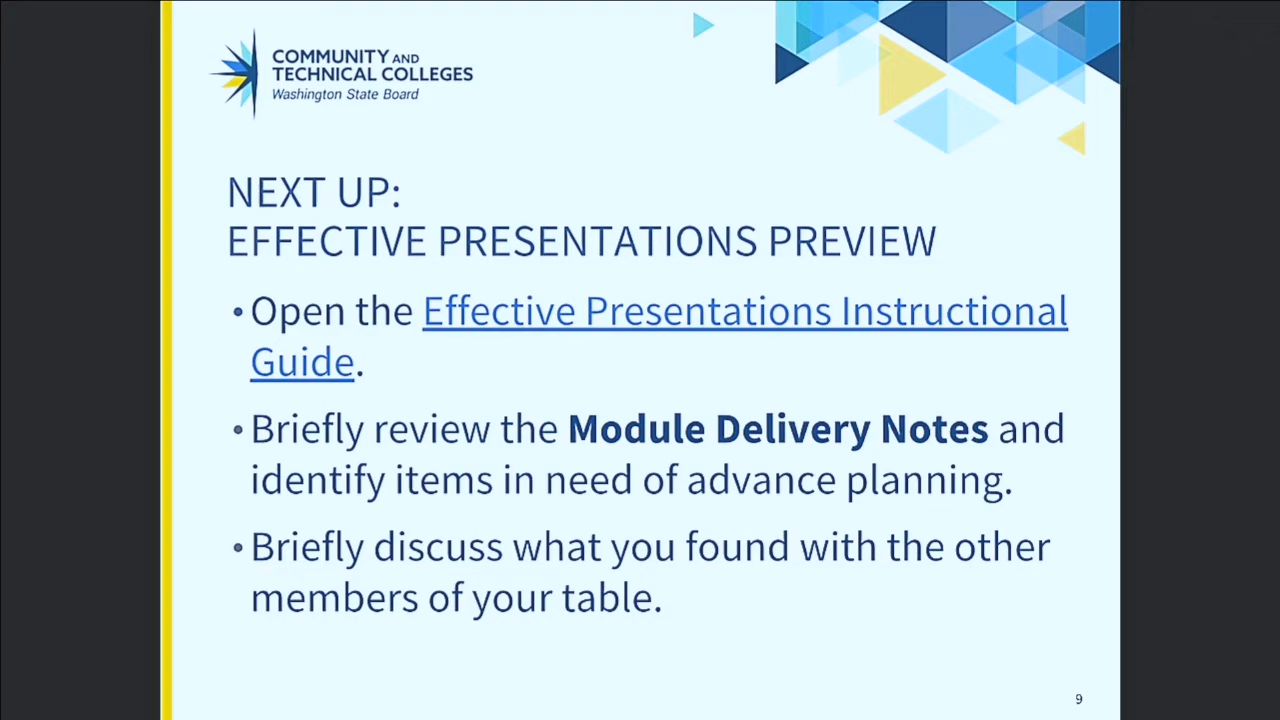 COMMUNITY AND
TECHNICAL COLLEGES
Washington State Board
NEXT UP:
EFFECTIVE PRESENTATIONS PREVIEW
•Open the Effective Presentations Instructional
Guide.
•Briefly review the Module Delivery Notes and
identify items in need of advance planning.
•Briefly discuss what you found with the other
members of your table.
9